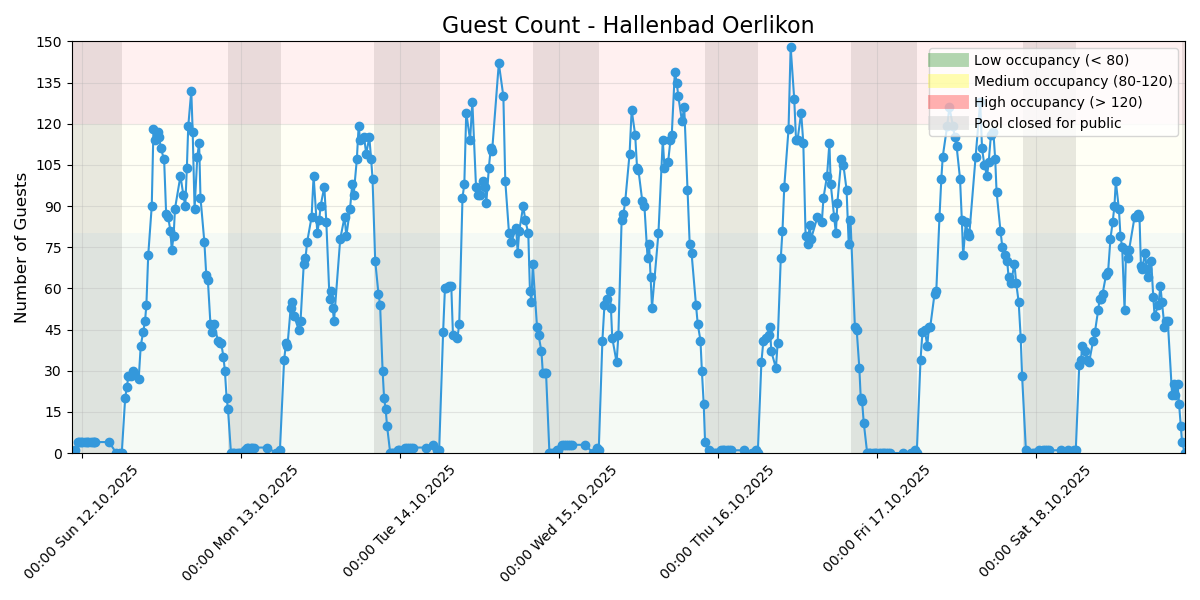 Guest Count - Hallenbad Oerlikon
Number of Guests
150
135
120
105
90
75
60
45
30
15
0
Low occupancy (< 80)
Medium occupancy (80-120)
High occupancy (> 120)
Pool closed for public
00:00 Sun 12.10.2025
00:00 Mon 13.10.2025
00:00 Tue 14.10.2025
00:00 Wed 15.10.2025
00:00 Thu 16.10.2025
00:00 Fri 17.10.2025
00:00 Sat 18.10.2025